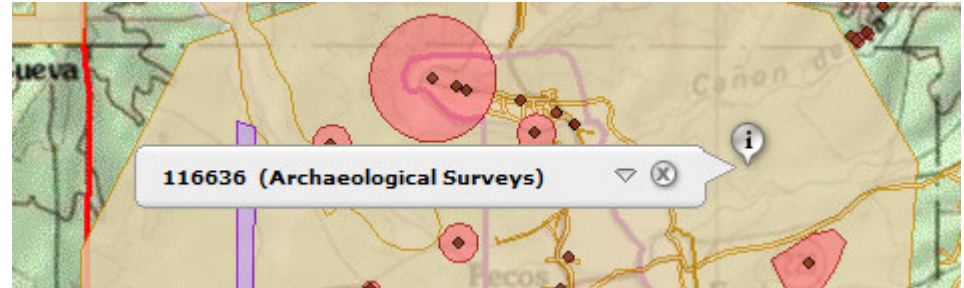 ueva
Cañon de
116636 (Archaeological Surveys)
i
Pecos